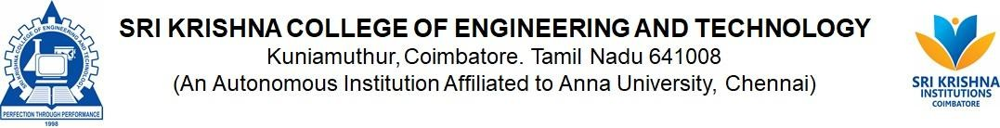 SRI KRISHNA COLLEGE OF ENGINEERING AND TECHNOLOGY
Kuniamuthur, Coimbatore. Tamil Nadu 641008
(An Autonomous Institution Affiliated to Anna University, Chennai)
SRI KRISHNA COLLEGE OF ENGINEERING AND TECHNOLOGY
PERFECTION THROUGH PERFORMANCE
1998
SRI KRISHNA
INSTITUTIONS
COIMBATORE